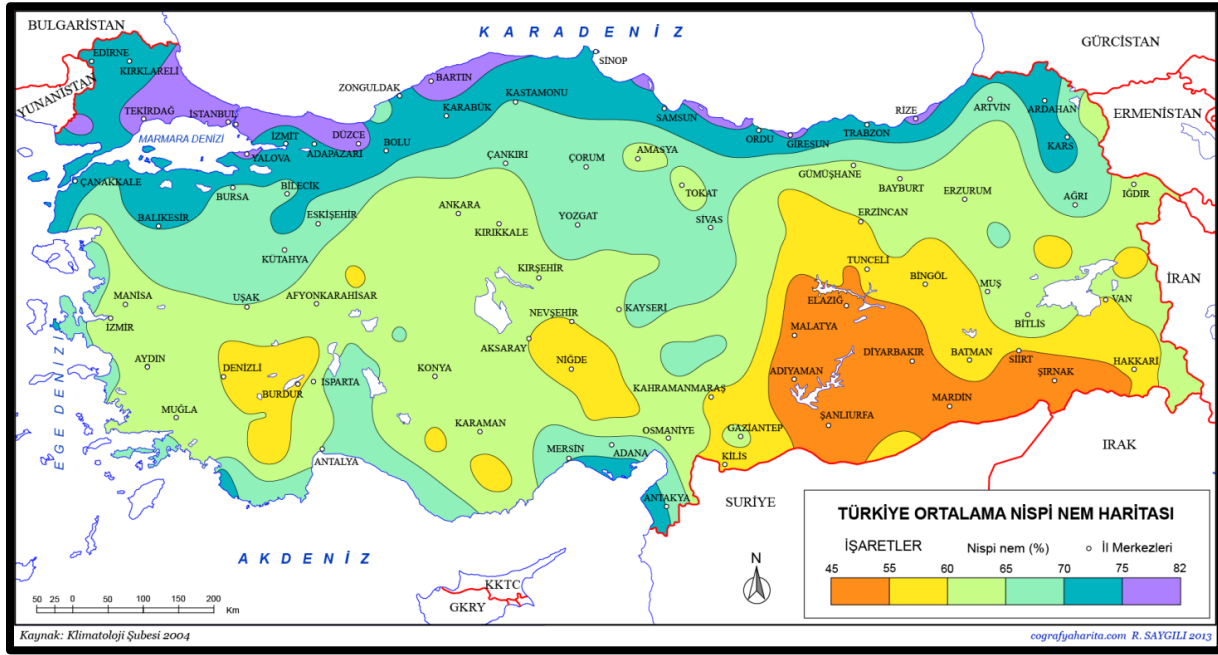 BULGARİSTAN
K A R A D E N İ Z
GÜRCİSTAN
EDİRNE
KIRKLARELİ
SİNOP
YUNANİSTAN
ZONGULDAK
BARTIN
KASTAMONU
KARABÜK
TEKİRDAĞ
İSTANBUL
MARMARA DENİZİ
İZMİT
YALOVA
ADAPAZARI
DÜZCE
BOLU
SAMSUN
ORDU
GİRESUN
TRABZON
RİZE
ARTVİN
ARDAHAN
KARS
ERMENİSTAN
ÇANAKKALE
BURSA
BİLECİK
BALIKESİR
ESKİŞEHİR
KÜTAHYA
ÇANKIRI
ÇORUM
AMASYA
TOKAT
ANKARA
KIRIKKALE
YOZGAT
SİVAS
GÜMÜŞHANE
BAYBURT
ERZURUM
ERZİNCAN
AĞRI
IĞDIR
MANİSA
İZMİR
UŞAK
AFYONKARAHİSAR
KIRŞEHİR
NEVŞEHİR
KAYSERİ
AKSARAY
NİĞDE
TUNCELİ
ELAZIĞ
BİNGÖL
MUŞ
BİTLİS
VAN
İRAN
MALATYA
AYDIN
DENİZLİ
BURDUR
ISPARTA
KONYA
MUĞLA
KARAMAN
ANTALYA
KAHRAMANMARAŞ
ADIYAMAN
DİYARBAKIR
BATMAN
SİİRT
ŞIRNAK
HAKKARİ
MARDİN
ŞANLIURFA
GAZİANTEP
KİLİS
OSMANİYE
ADANA
MERSİN
ANTAKYA
E G E D E N İ Z İ
A K D E N İ Z
SURİYE
IRAK
KKTC
GKRY
N
50 25 0 50 100 150 200
Km
TÜRKİYE ORTALAMA NISPİ NEM HARİTASI
İŞARETLER Nispi nem (%) İl Merkezleri
45 55 60 65 70 75 82
Kaynak: Klimatoloji Şubesi 2004
cografyaharita.com R. SAYGILI 2013